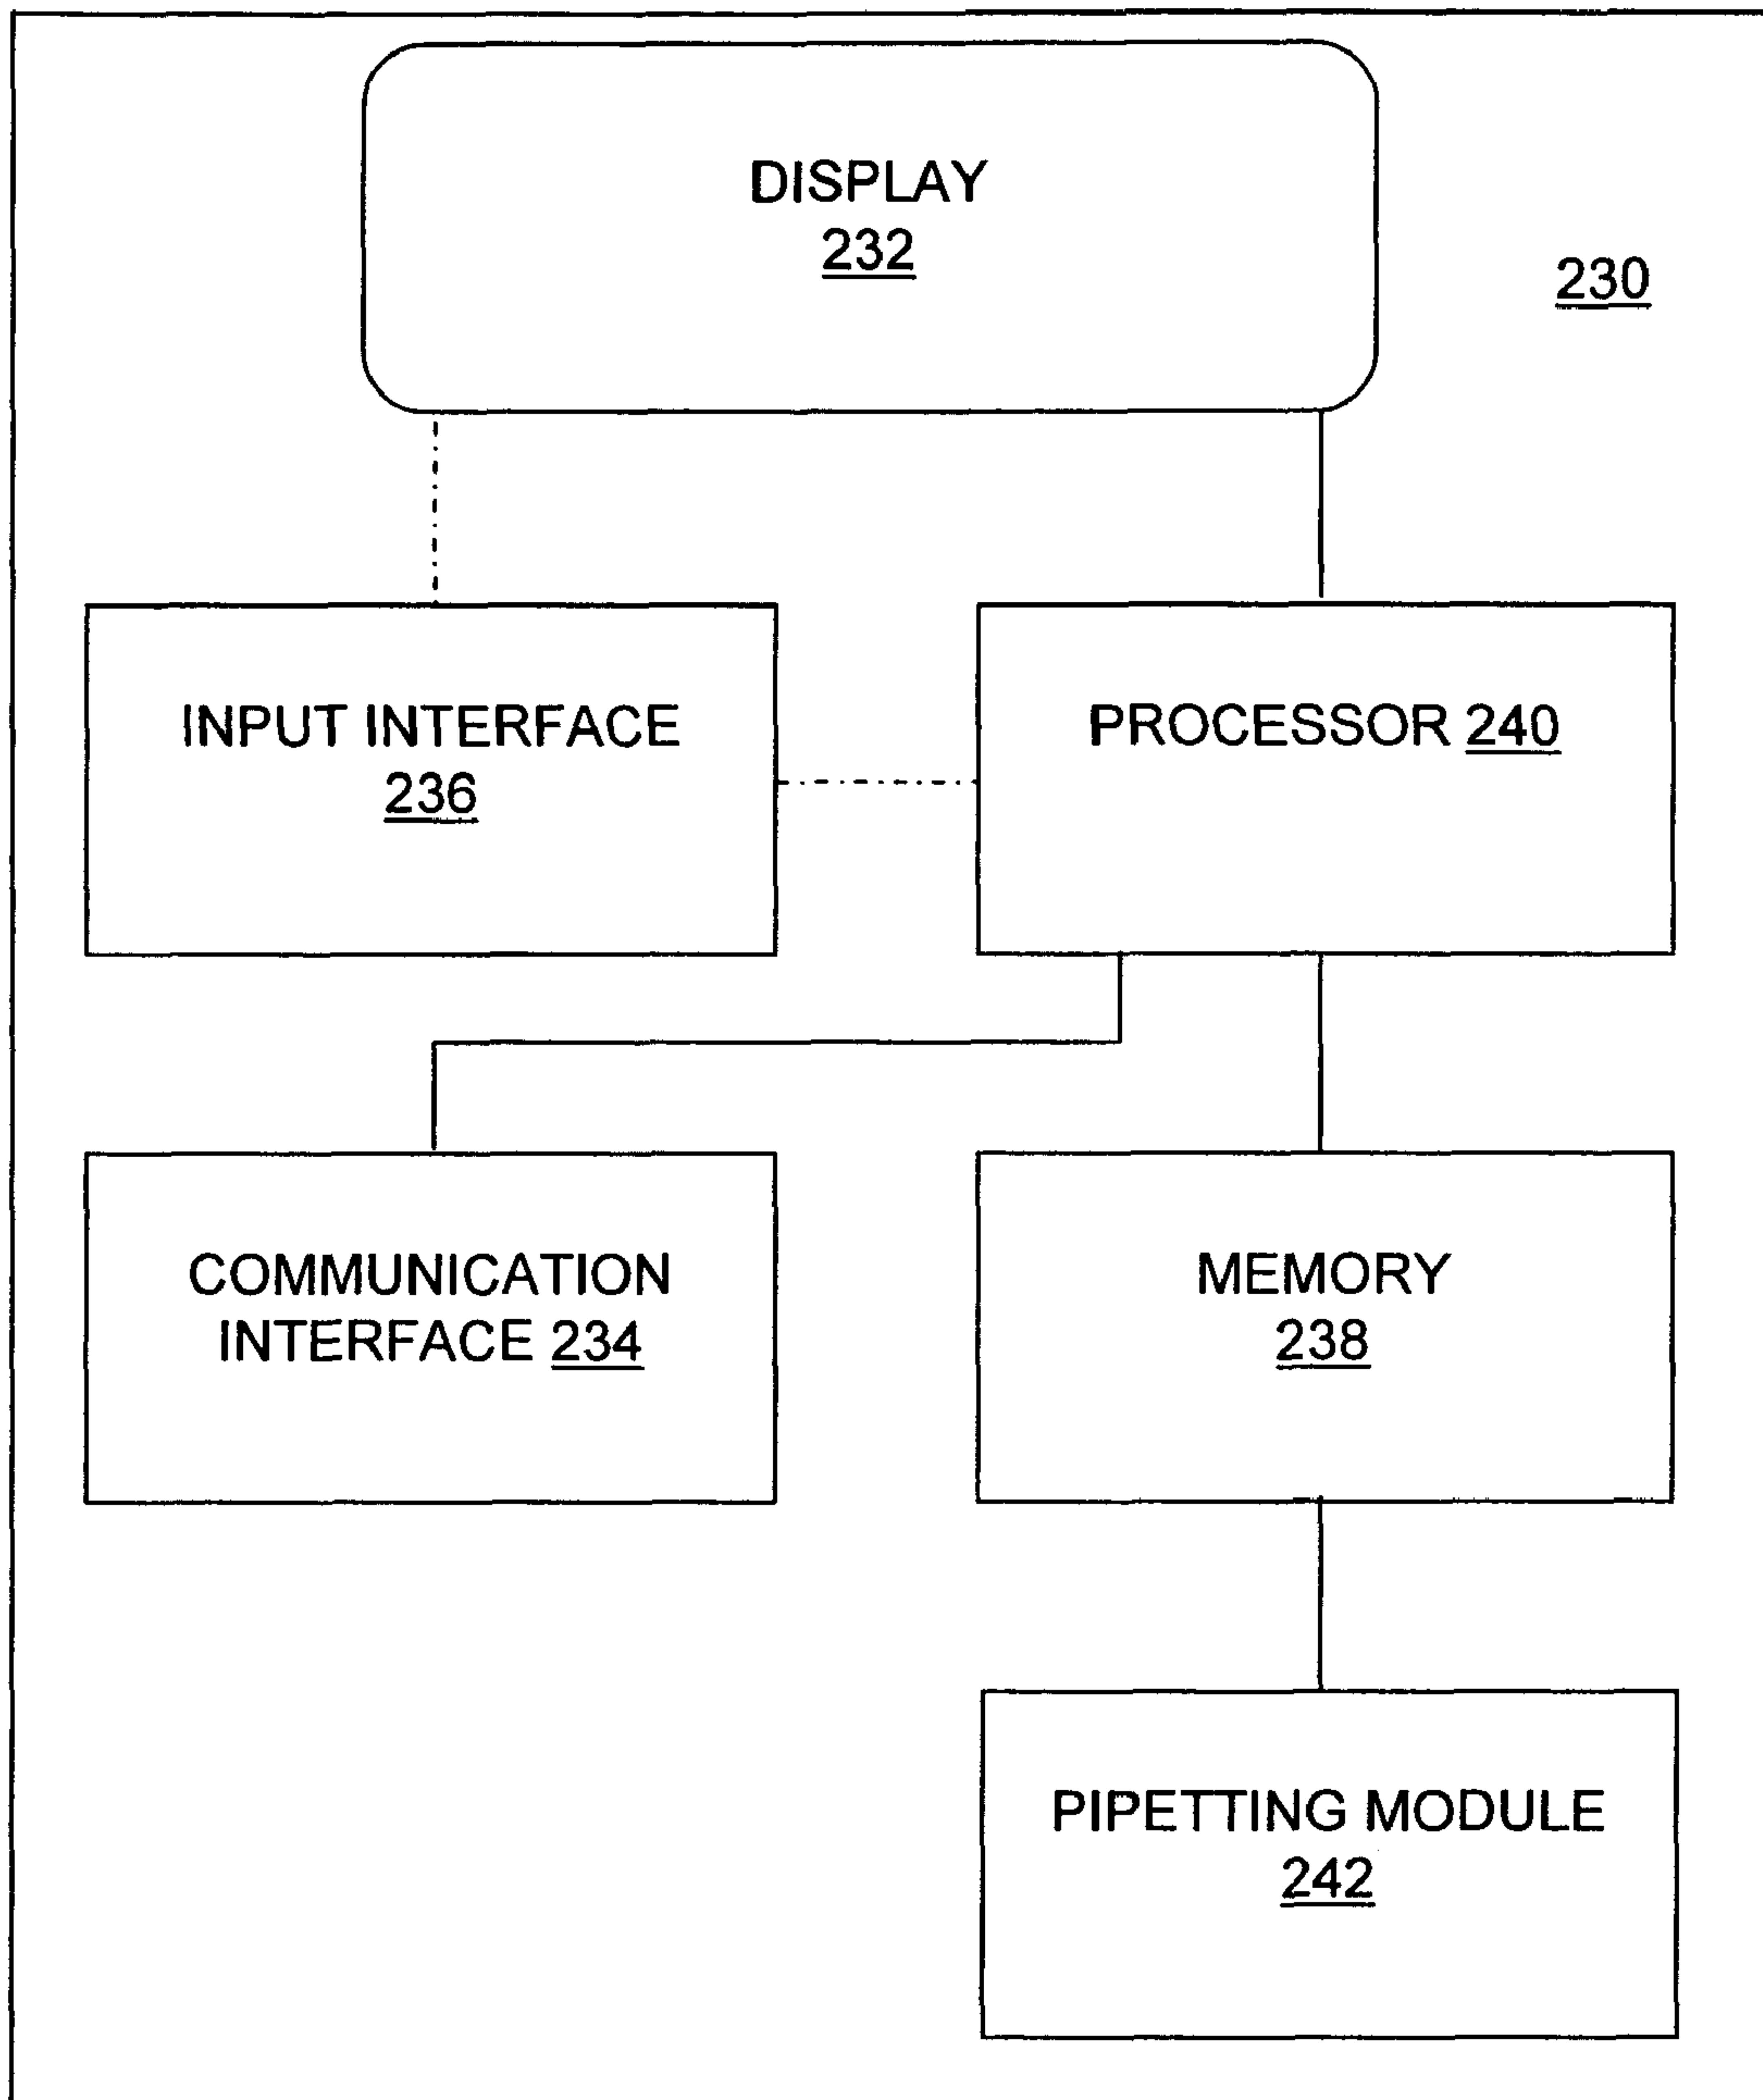 DISPLAY
232
230
INPUT INTERFACE
236
PROCESSOR 240
COMMUNICATION
INTERFACE 234
MEMORY
238
PIPETTING MODULE
242